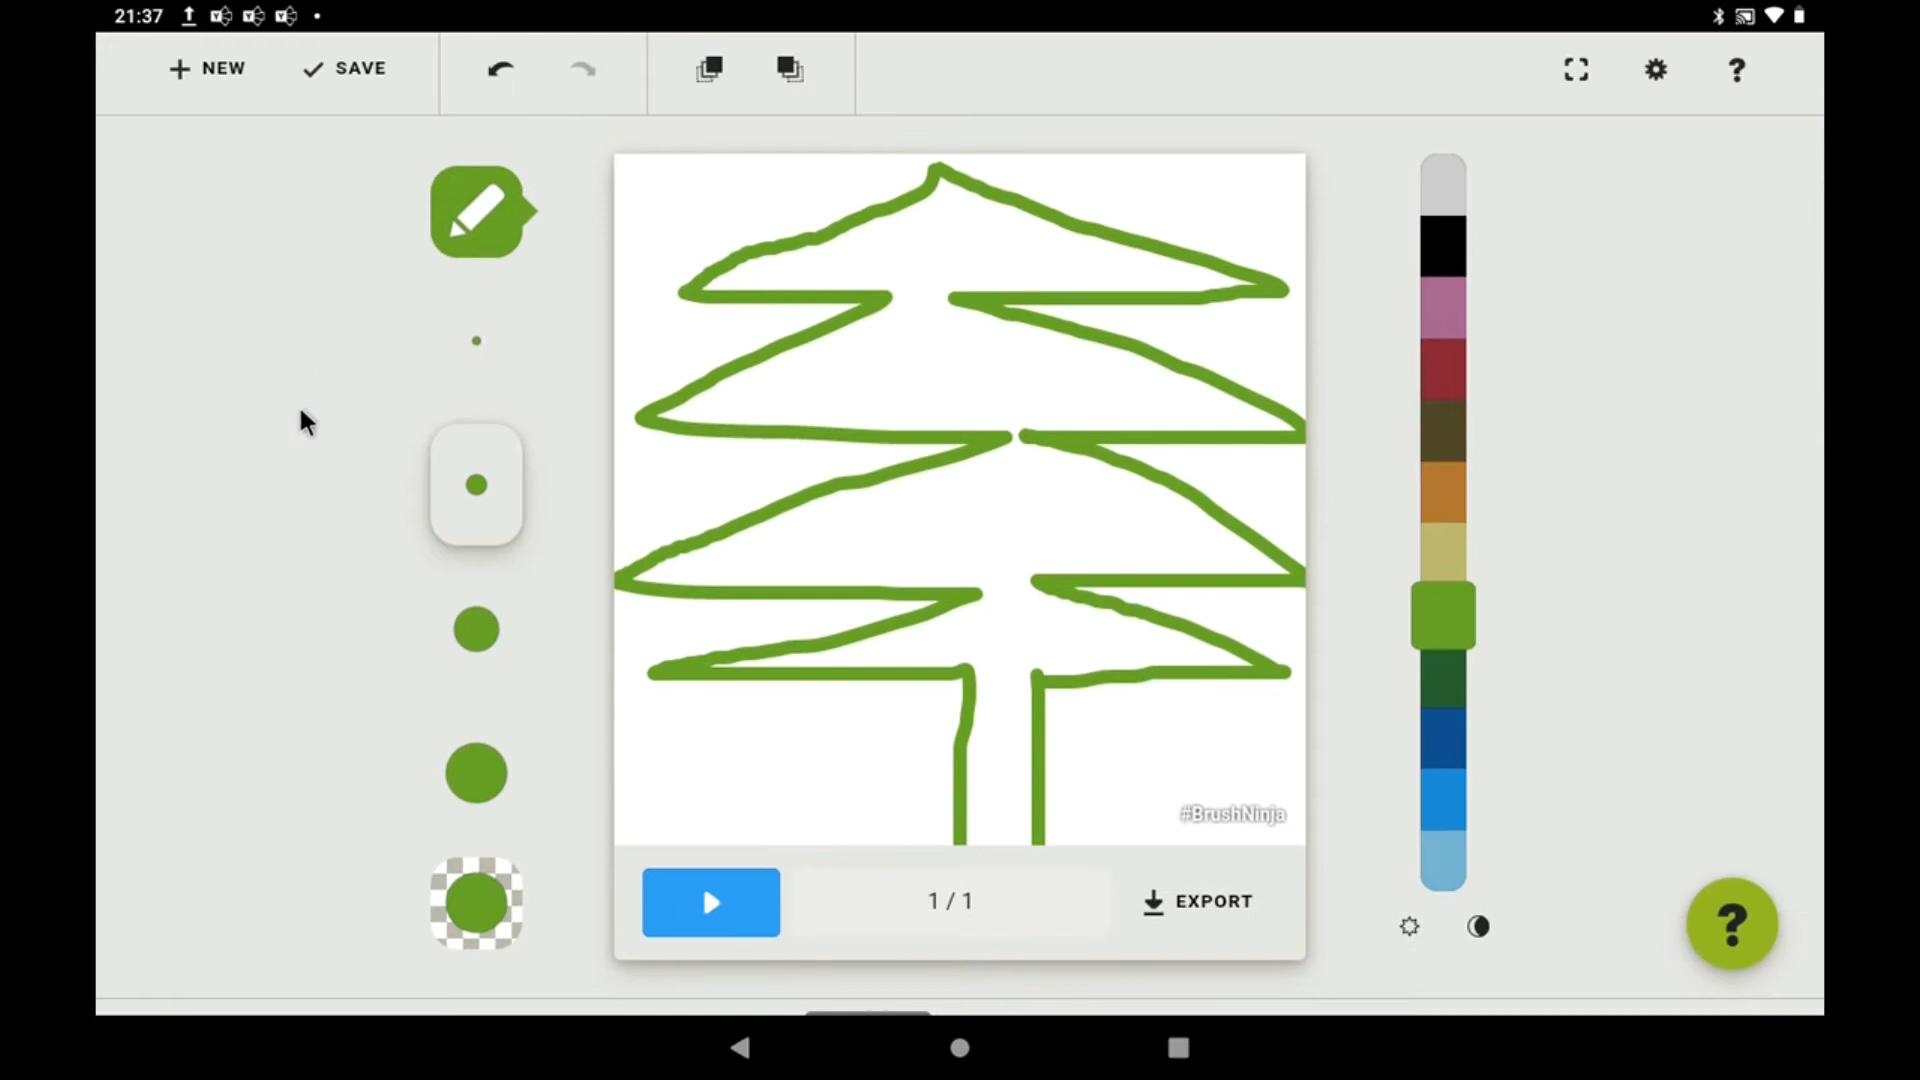 21:37
NEW
SAVE
?
#BrushNinja
1 / 1
EXPORT
?